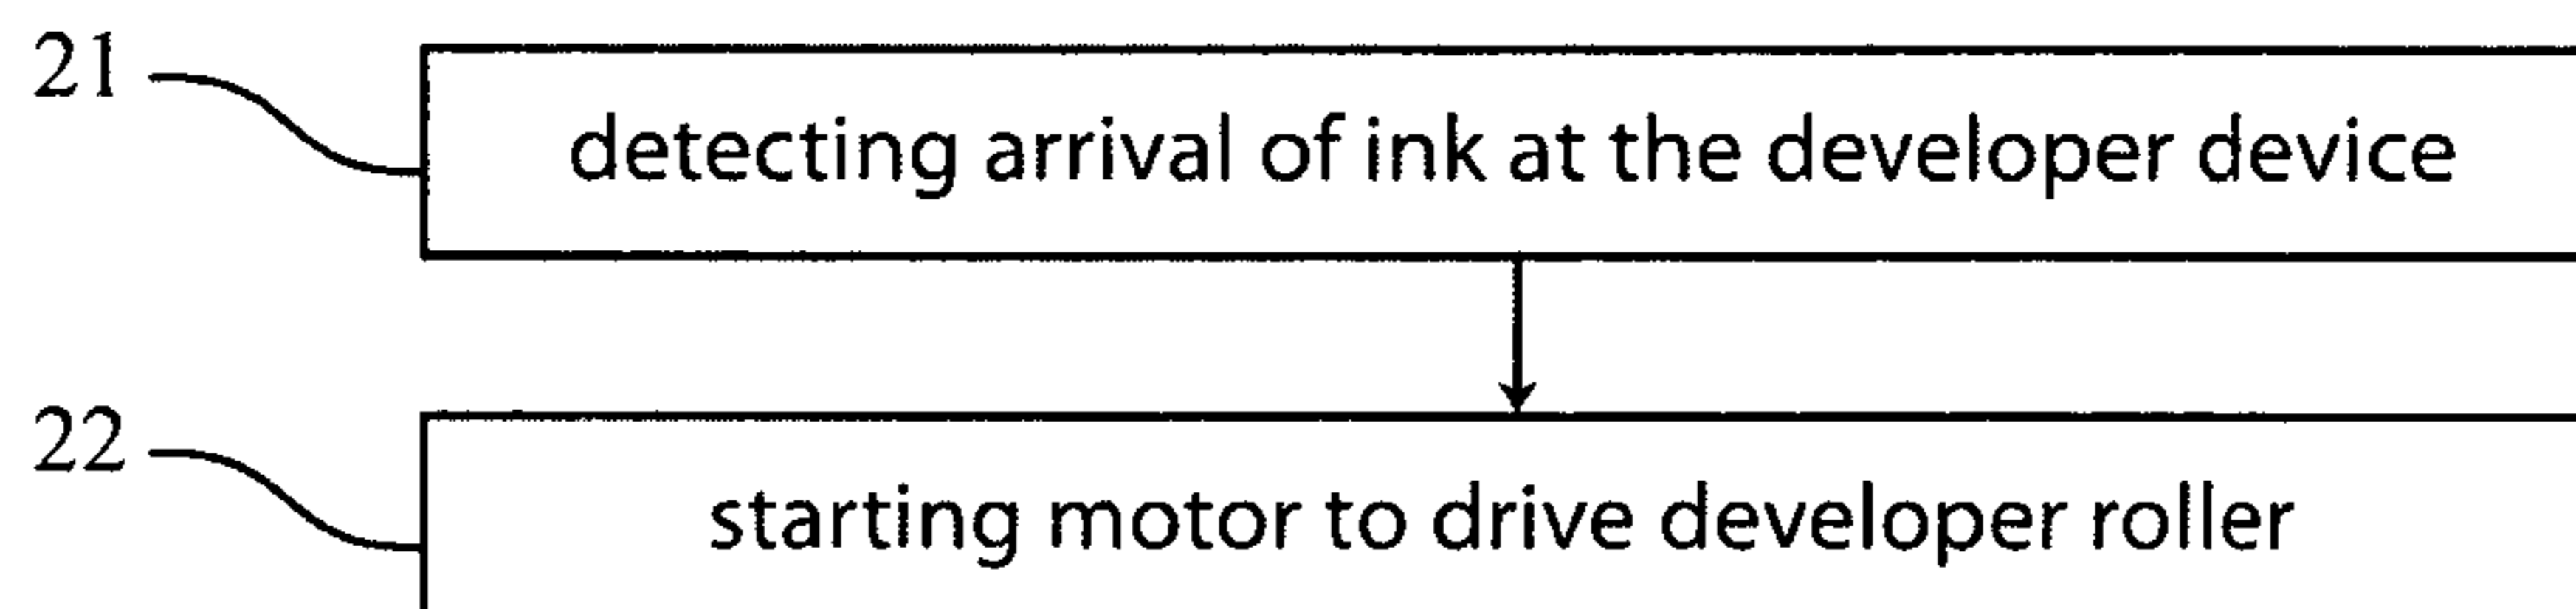 21
detecting arrival of ink at the developer device
22
starting motor to drive developer roller